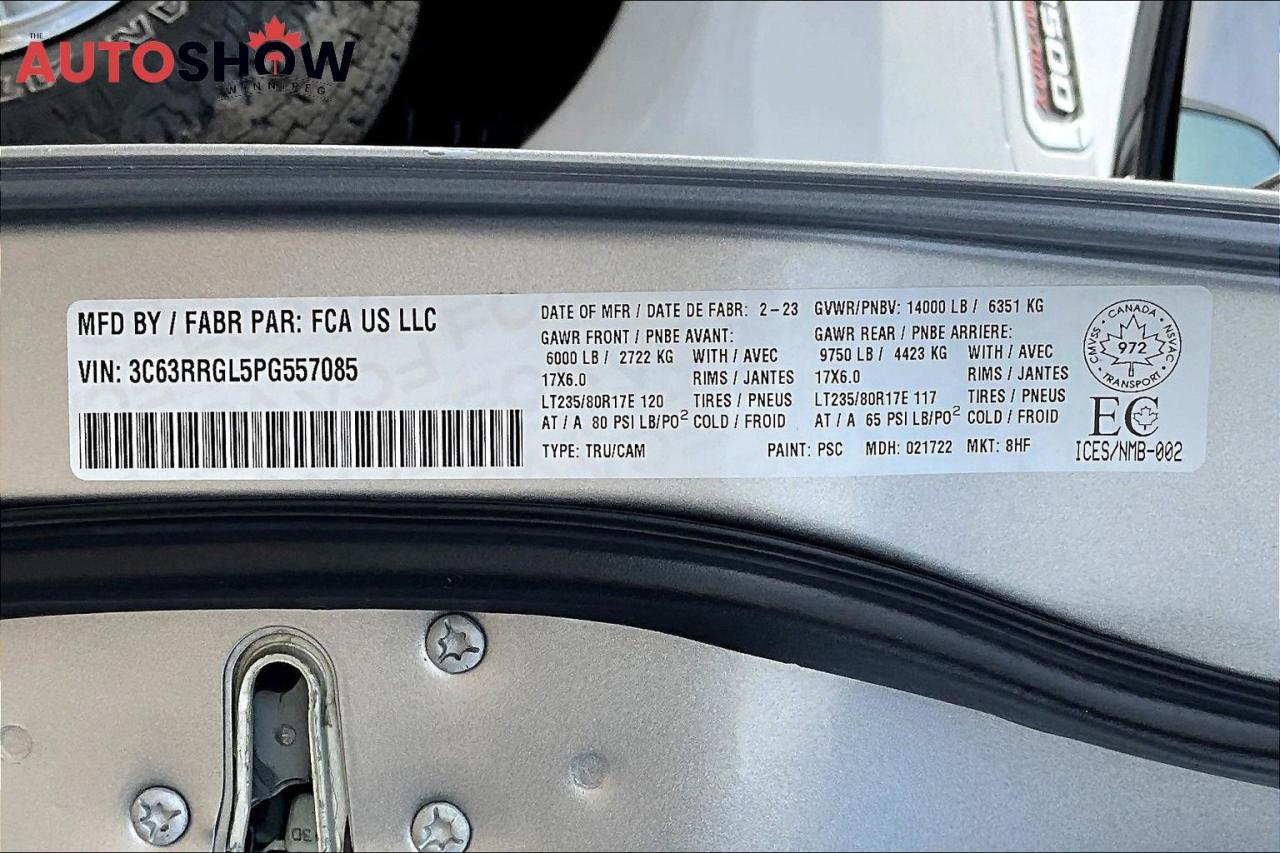 THE
AUTOSHOW
WINNIPEG
3500
MFD BY / FABR PAR: FCA US LLC
VIN: 3C63RRGL5PG557085
DATE OF MFR / DATE DE FABR: 2-23
GAWR FRONT / PNBE AVANT:
6000 LB / 2722 KG WITH / AVEC
17X6.0 RIMS / JANTES
LT235/80R17E 120 TIRES / PNEUS
AT / A 80 PSI LB/PO² COLD / FROID
TYPE: TRU/CAM
GVWR/PNBV: 14000 LB / 6351 KG
GAWR REAR / PNBE ARRIERE:
9750 LB / 4423 KG WITH / AVEC
17X6.0 RIMS / JANTES
LT235/80R17E 117 TIRES / PNEUS
AT / A 65 PSI LB/PO² COLD / FROID
PAINT: PSC MDH: 021722 MKT: 8HF
CANADA
CMVSS • NSVAC
972
TRANSPORT
EC
ICES/NMB-002